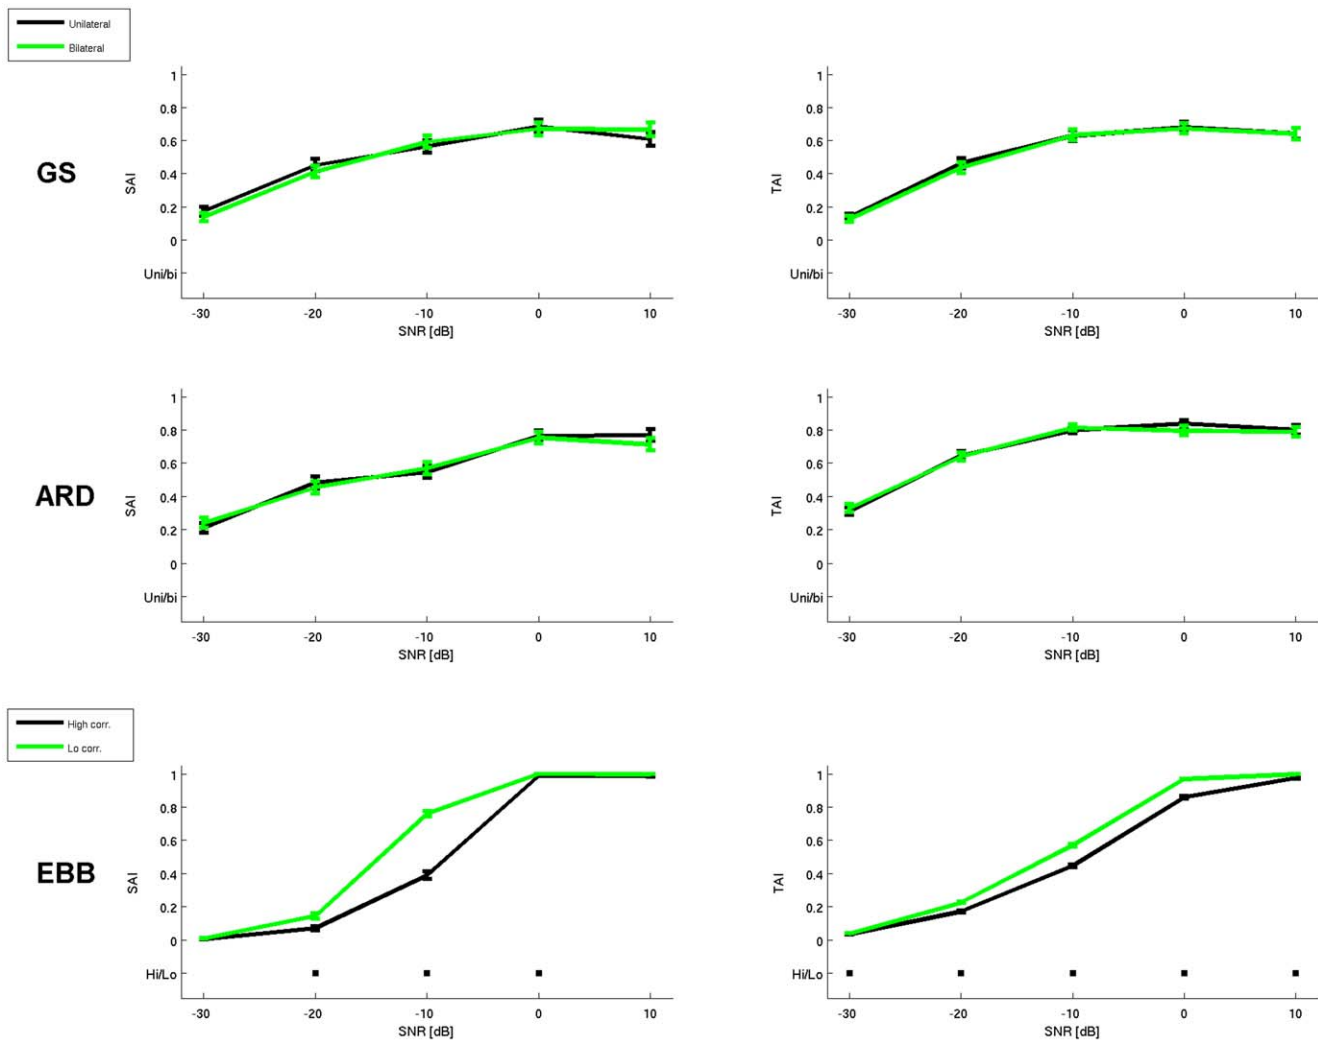 Unilateral
Bilateral
GS
SAI
1
0.8
0.6
0.4
0.2
0
Uni/bi
-30 -20 -10 0 10
SNR [dB]
TAI
1
0.8
0.6
0.4
0.2
0
Uni/bi
-30 -20 -10 0 10
SNR [dB]
ARD
SAI
1
0.8
0.6
0.4
0.2
0
Uni/bi
-30 -20 -10 0 10
SNR [dB]
TAI
1
0.8
0.6
0.4
0.2
0
Uni/bi
-30 -20 -10 0 10
SNR [dB]
High corr.
Lo corr.
EBB
SAI
1
0.8
0.6
0.4
0.2
0
Hi/Lo
-30 -20 -10 0 10
SNR [dB]
TAI
1
0.8
0.6
0.4
0.2
0
Hi/Lo
-30 -20 -10 0 10
SNR [dB]